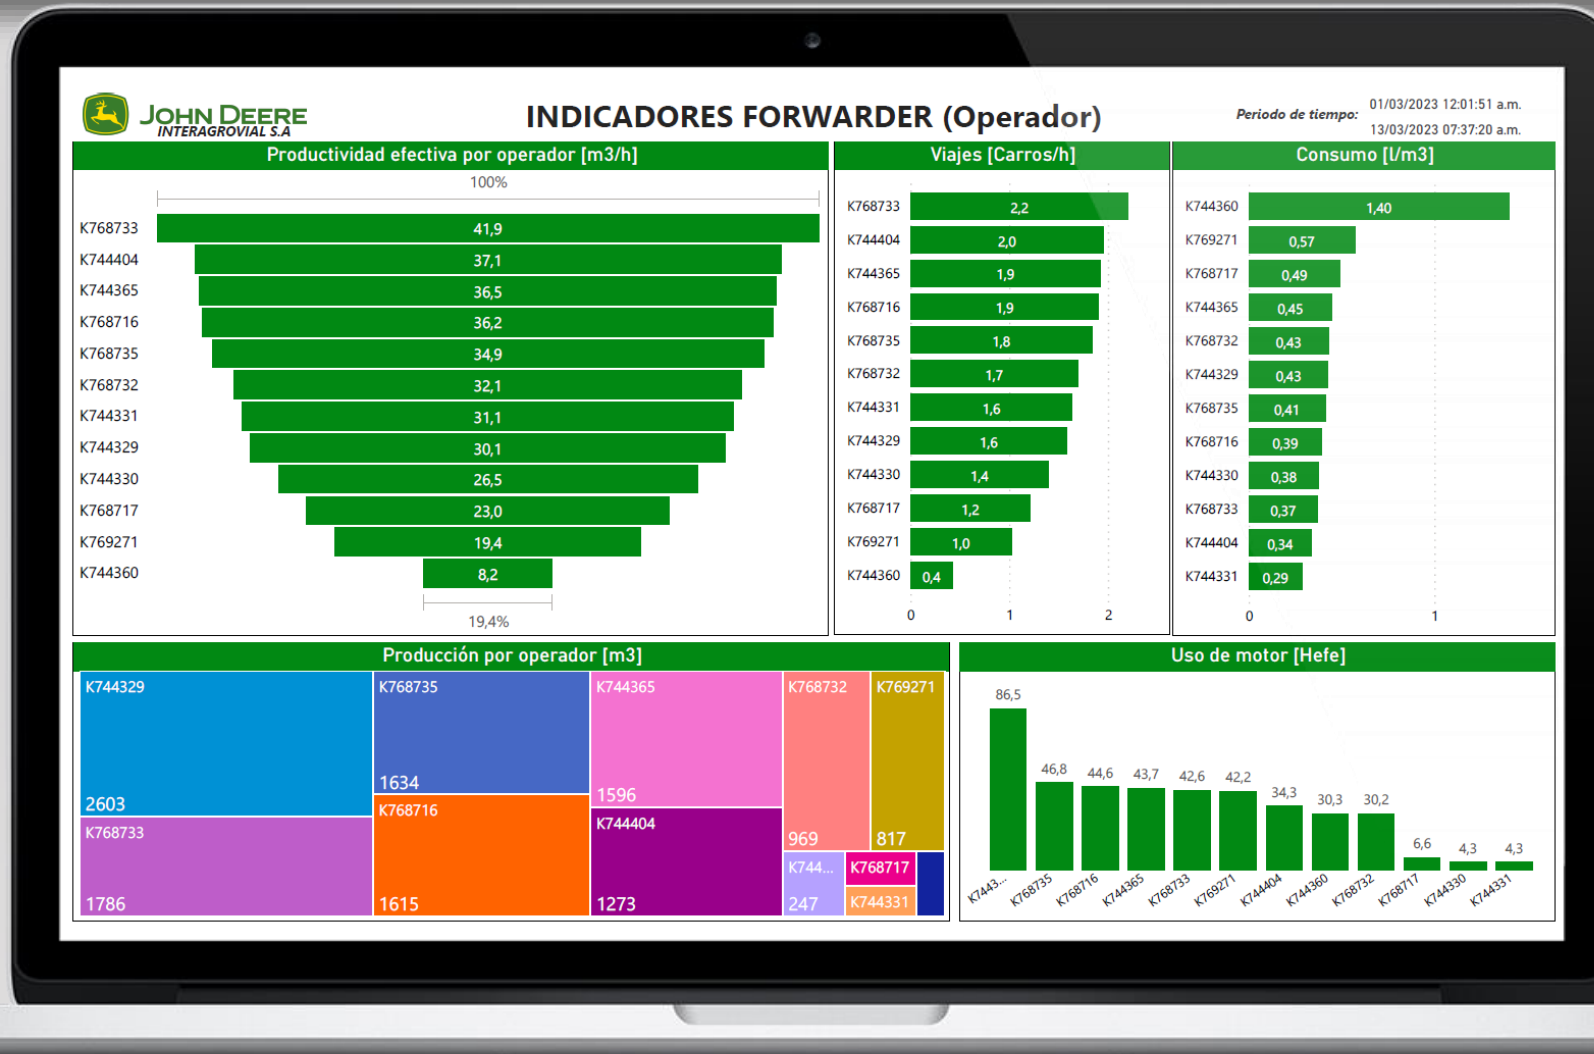 JOHN DEERE
INTERAGROVIAL S.A
INDICADORES FORWARDER (Operador)
Periodo de tiempo:
01/03/2023 12:01:51 a.m.
13/03/2023 07:37:20 a.m.
Productividad efectiva por operador [m3/h]
100%
K768733 41,9
K744404 37,1
K744365 36,5
K768716 36,2
K768735 34,9
K768732 32,1
K744331 31,1
K744329 30,1
K744330 26,5
K768717 23,0
K769271 19,4
K744360 8,2
19,4%
Viajes [Carros/h]
K768733 2,2
K744404 2,0
K744365 1,9
K768716 1,9
K768735 1,8
K768732 1,7
K744331 1,6
K744329 1,6
K744330 1,4
K768717 1,2
K769271 1,0
K744360 0,4
0 1 2
Consumo [l/m3]
K744360 1,40
K769271 0,57
K768717 0,49
K744365 0,45
K768732 0,43
K744329 0,43
K768735 0,41
K768716 0,39
K744330 0,38
K768733 0,37
K744404 0,34
K744331 0,29
0 1
Producción por operador [m3]
K744329
2603
K768733
1786
K768735
1634
K768716
1615
K744365
1596
K744404
1273
K768732
969
K769271
817
K744...
247
K768717
K744331
Uso de motor [Hefe]
86,5 46,8 44,6 43,7 42,6 42,2 34,3 30,3 30,2 6,6 4,3 4,3
K7443... K768735 K768716 K744365 K768733 K769271 K744404 K744360 K768732 K768717 K744330 K744331